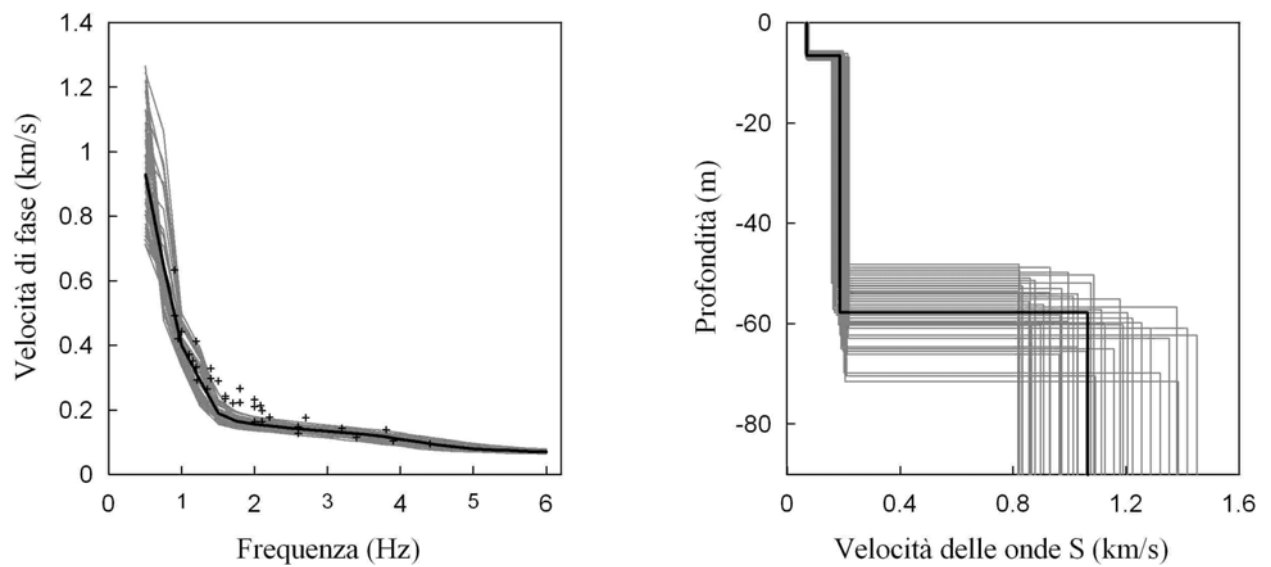 1.4
1.2
1
0.8
0.6
0.4
0.2
0
0 1 2 3 4 5 6
Velocità di fase (km/s)
Frequenza (Hz)
0
-20
-40
-60
-80
0 0.4 0.8 1.2 1.6
Profondità (m)
Velocità delle onde S (km/s)